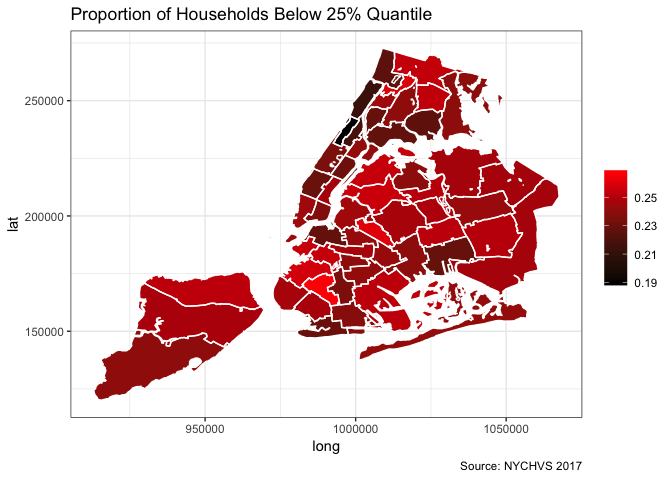 Proportion of Households Below 25% Quantile
250000
200000
150000
lat
950000
1000000
1050000
long
0.25
0.23
0.21
0.19
Source: NYCHVS 2017